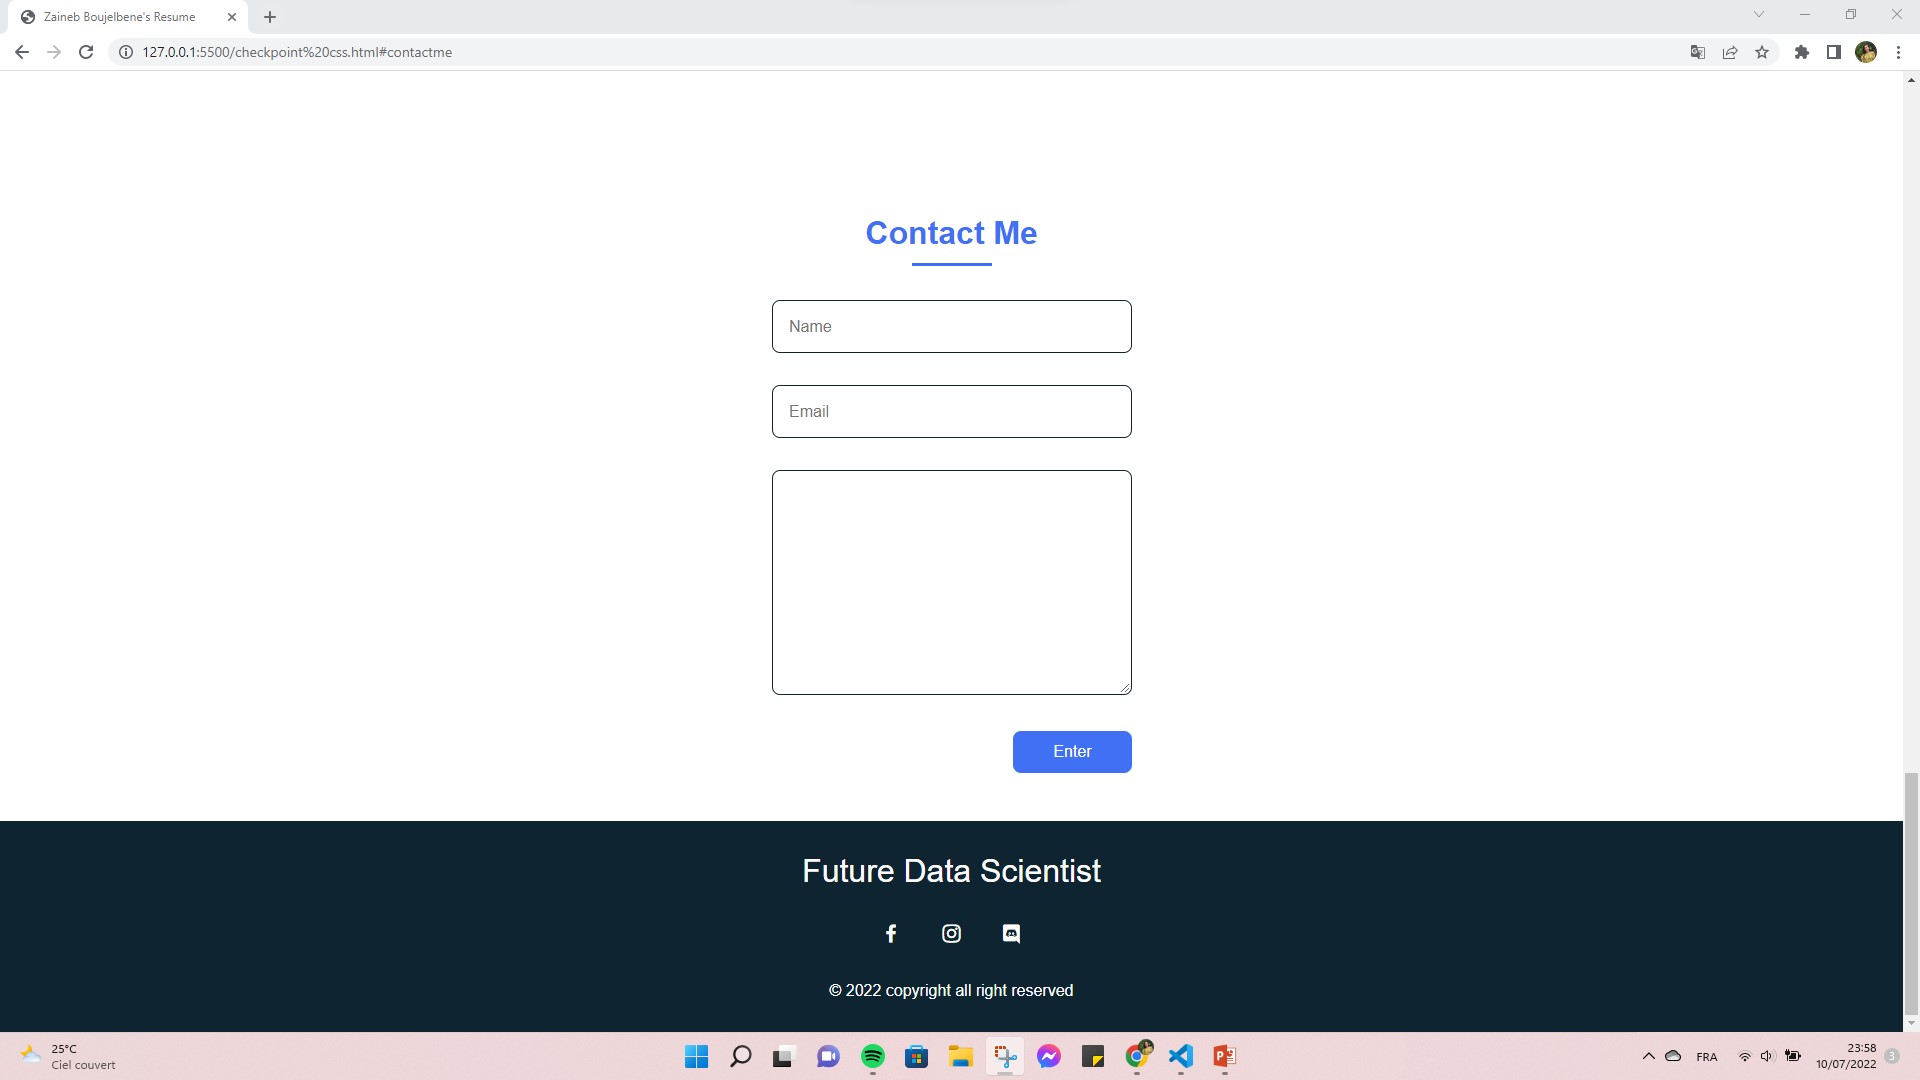 Zaineb Boujelbene's Resume
127.0.0.1:5500/checkpoint%20css.html#contactme
Contact Me
Name
Email
Enter
Future Data Scientist
© 2022 copyright all right reserved
25°C
Ciel couvert
FRA
23:58
10/07/2022
3